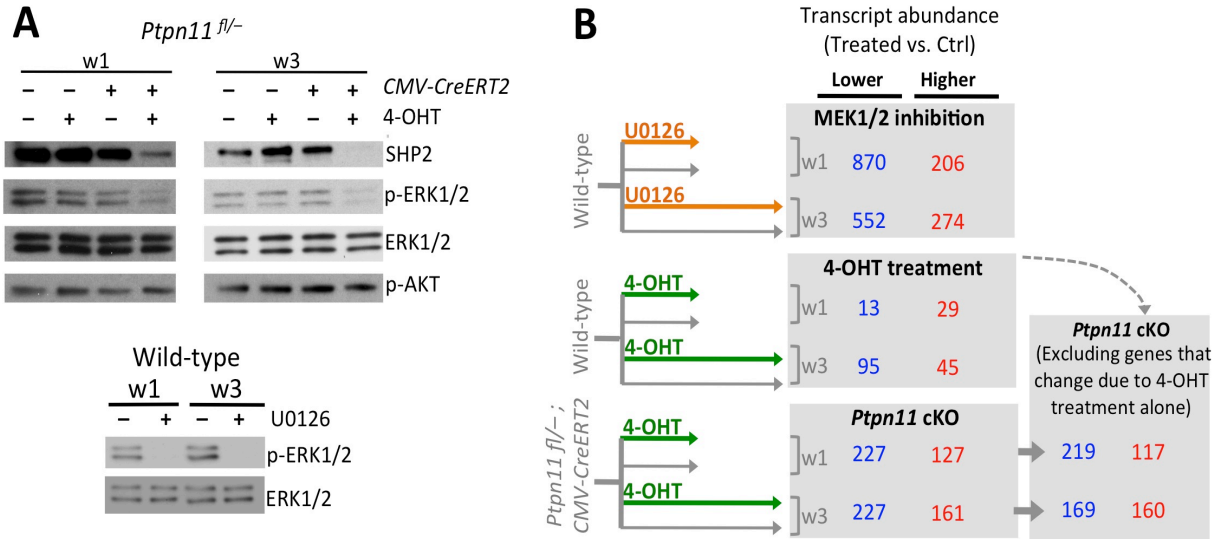 A
Ptpn11 fl/–
w1 w3
– – + + – – + + CMV-CreERT2
– + – + – + – + 4-OHT
SHP2
p-ERK1/2
ERK1/2
p-AKT
Wild-type
w1 w3
– + – + U0126
p-ERK1/2
ERK1/2
B
Transcript abundance
(Treated vs. Ctrl)
Lower Higher
Wild-type
U0126
U0126
MEK1/2 inhibition
w1 870 206
w3 552 274
Wild-type
4-OHT
4-OHT
4-OHT treatment
w1 13 29
w3 95 45
Ptpn11 fl/– ;
CMV-CreERT2
4-OHT
4-OHT
Ptpn11 cKO
w1 227 127
w3 227 161
Ptpn11 cKO
(Excluding genes that
change due to 4-OHT
treatment alone)
219 117
169 160